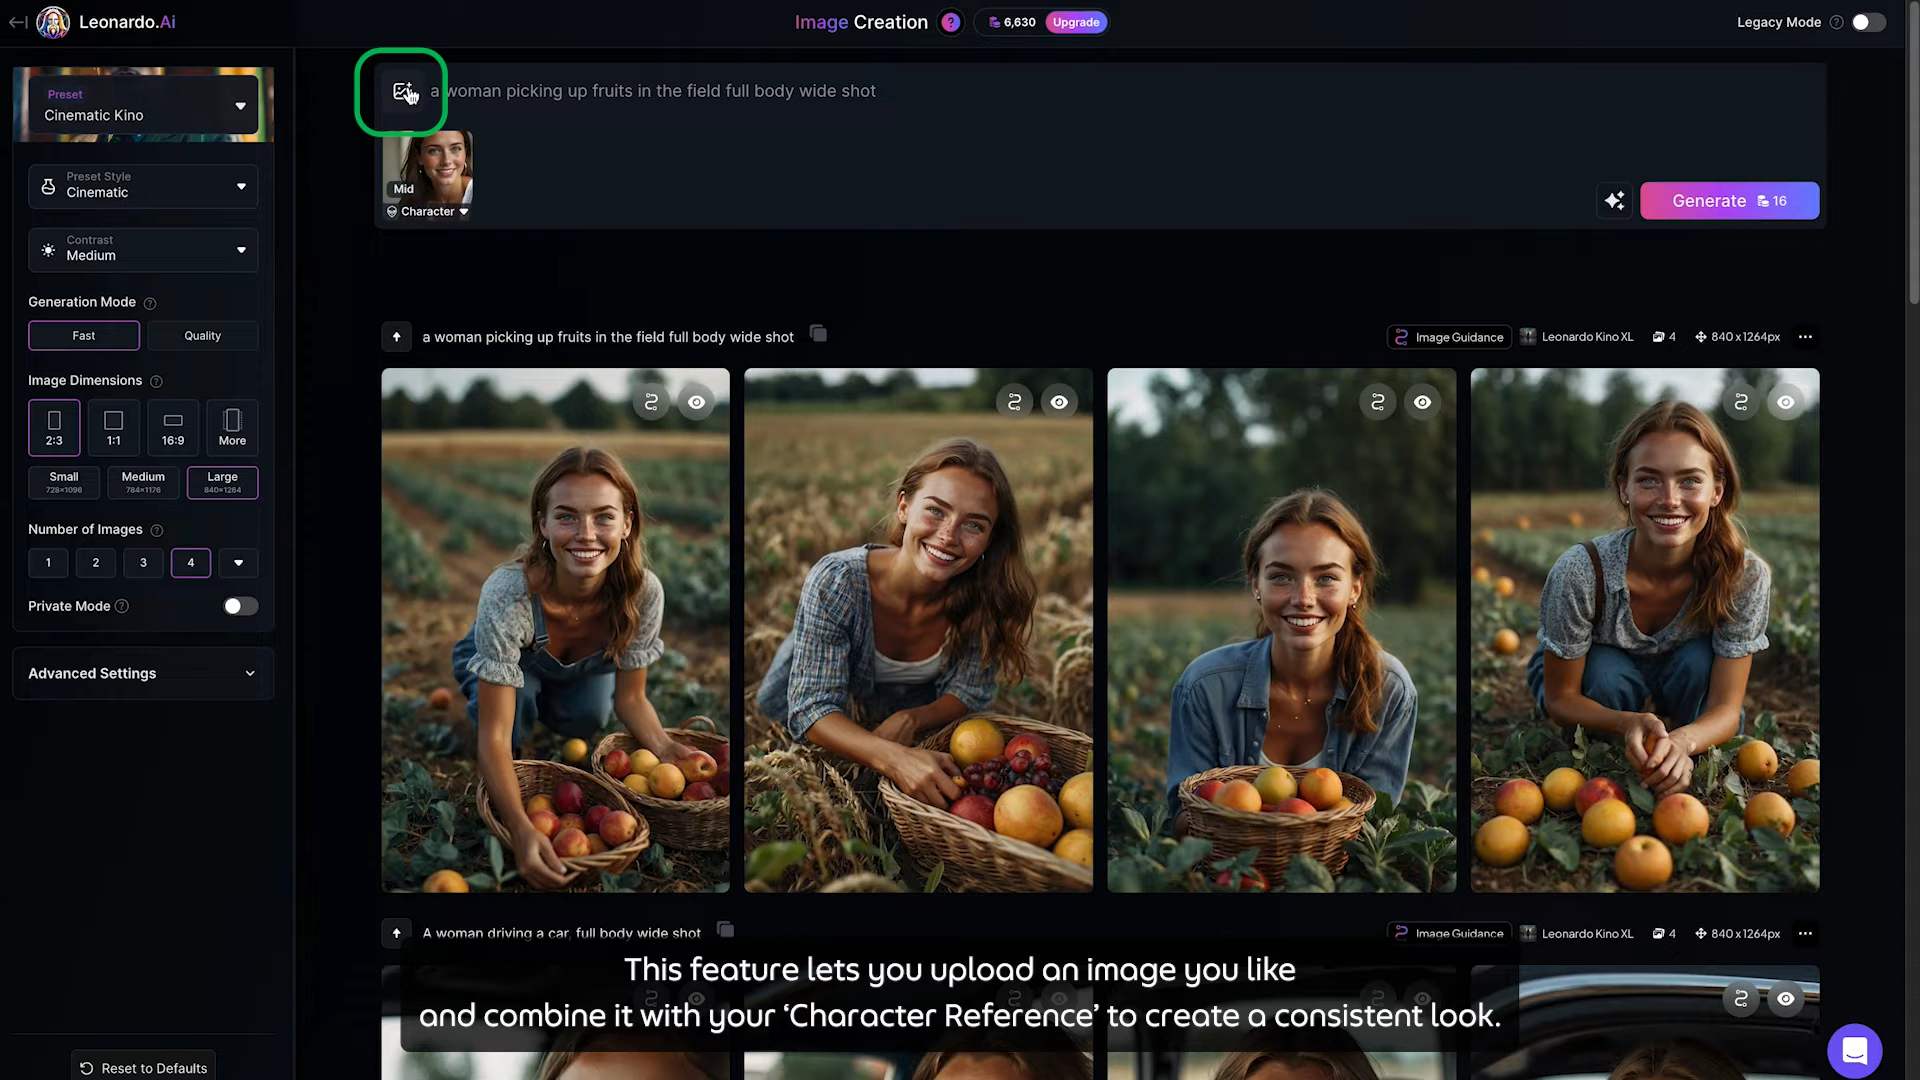 Leonardo.Ai
Image Creation ? 6,630 Upgrade
Legacy Mode ?
Preset
Cinematic Kino
a woman picking up fruits in the field full body wide shot
Mid
Character
Generate 16
Preset Style
Cinematic
Contrast
Medium
Generation Mode ?
Fast
Quality
Image Dimensions ?
2:3
1:1
16:9
More
Small
728×1096
Medium
784×1176
Large
840×1264
Number of Images ?
1
2
3
4
Private Mode ?
Advanced Settings
Reset to Defaults
a woman picking up fruits in the field full body wide shot
Image Guidance
Leonardo Kino XL
4
840 x 1264px
A woman driving a car, full body wide shot
Image Guidance
Leonardo Kino XL
4
840 x 1264px
This feature lets you upload an image you like
and combine it with your ‘Character Reference’ to create a consistent look.